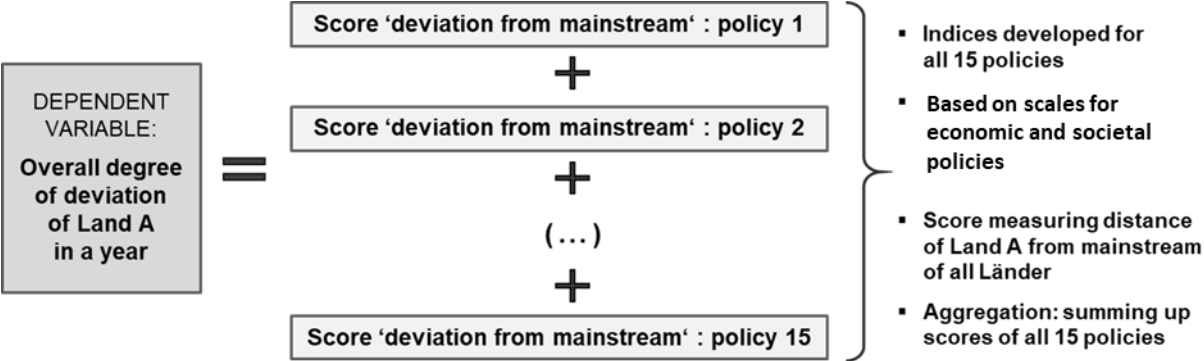 DEPENDENT
VARIABLE:
Overall degree
of deviation
of Land A
in a year
=
Score ‘deviation from mainstream‘ : policy 1
+
Score ‘deviation from mainstream‘ : policy 2
+
(…)
+
Score ‘deviation from mainstream‘ : policy 15
▪ Indices developed for
all 15 policies
▪ Based on scales for
economic and societal
policies
▪ Score measuring distance
of Land A from mainstream
of all Länder
▪ Aggregation: summing up
scores of all 15 policies